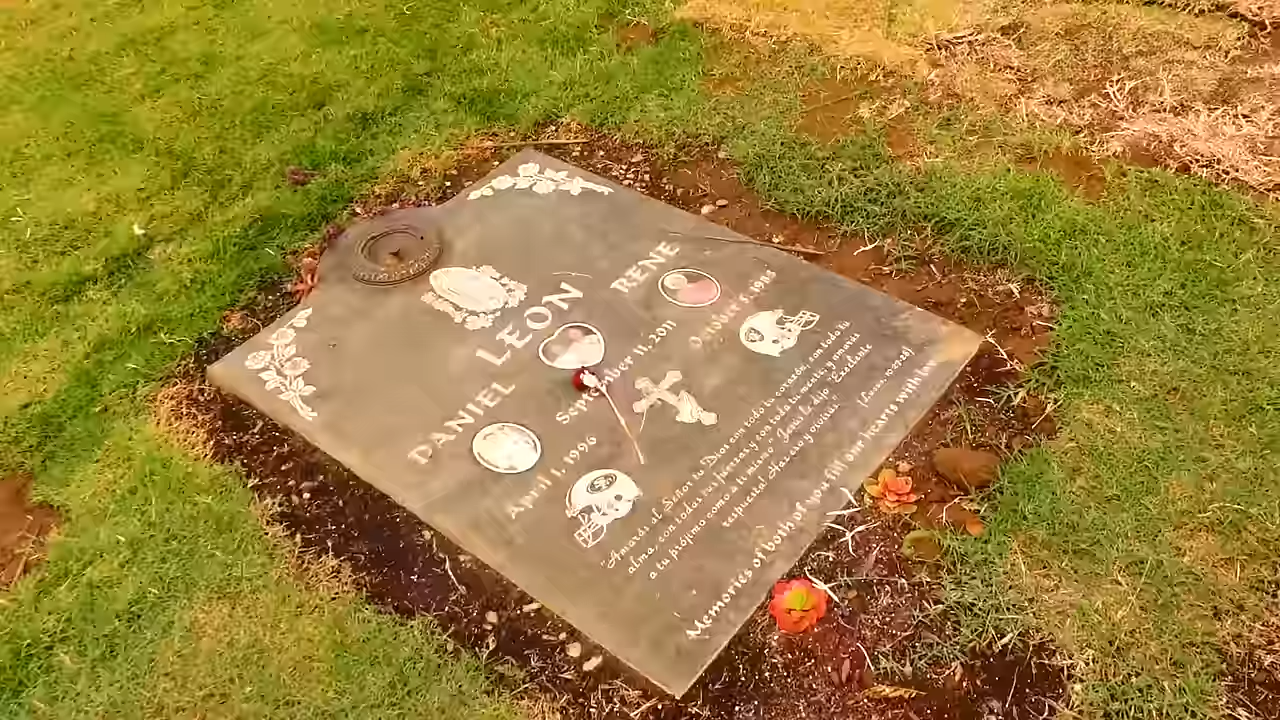 LEON
DANIEL
RENE
April 1, 1996
September 11, 2011
October 5, 1985
"Amarás al Señor tu Dios con todo tu corazón, con todo tu
alma, con todas tus fuerzas y con toda tu mente; y amarás
a tu prójimo como a ti mismo." Jesús le dijo "Excelente
respuesta! Haz eso y vivirás"
(Lucas, 10:27-28)
Memories of both of you fill our hearts with love